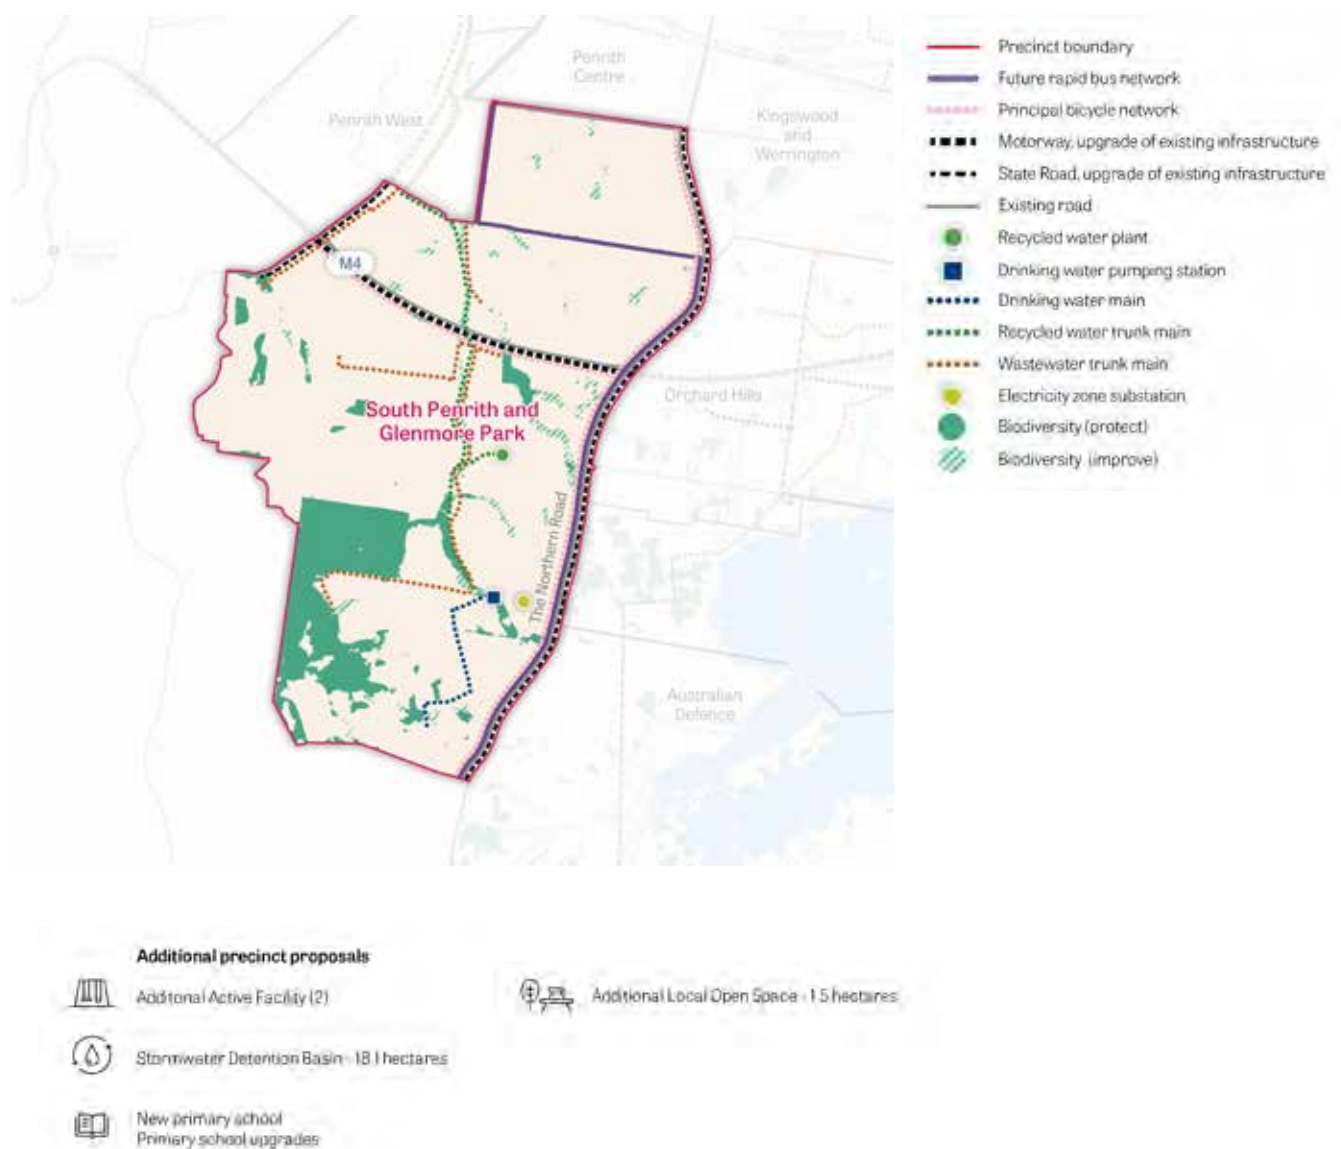 Penrith
Centre
Penrith West
Kingswood
and
Werrington
M4
Orchard Hills
South Penrith and
Glenmore Park
The Northern Road
Australian
Defence
Precinct boundary
Future rapid bus network
Principal bicycle network
Motorway, upgrade of existing infrastructure
State Road, upgrade of existing infrastructure
Existing road
Recycled water plant
Drinking water pumping station
Drinking water main
Recycled water trunk main
Wastewater trunk main
Electricity zone substation
Biodiversity (protect)
Biodiversity (improve)
Additional precinct proposals
Additonal Active Facility (2)
Additional Local Open Space - 1.5 hectares
Stormwater Detention Basin - 18.1 hectares
New primary school
Primary school upgrades